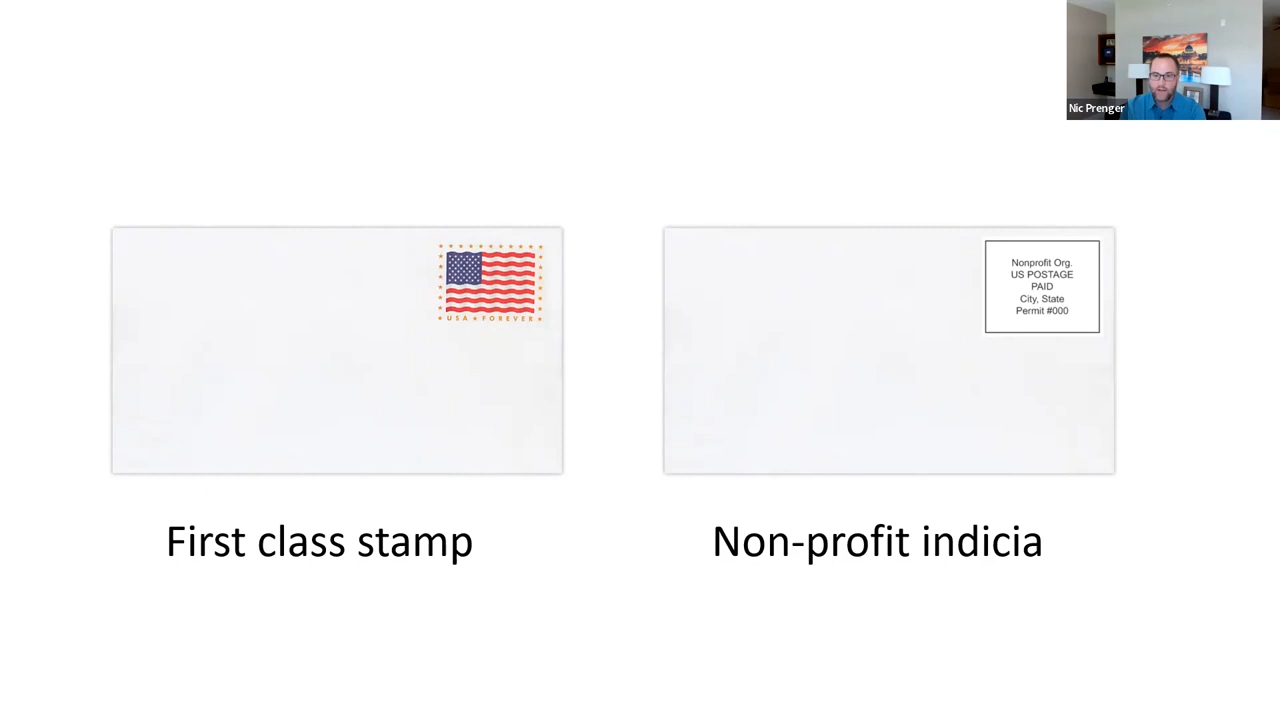 Nic Prenger
USA FOREVER
Nonprofit Org.
US POSTAGE
PAID
City, State
Permit #000
First class stamp
Non-profit indicia